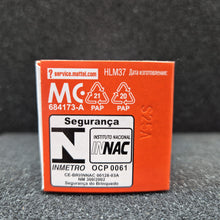 service.mattel.com
HLM37 Дата изготовления:
MC 21 20
684173-A PAP PAP
S25A
Segurança
N INSTITUTO NACIONAL
INNAC
INMETRO OCP 0061
CE-BRI/INNAC 00128-03A
NM 300/2002
Segurança do Brinquedo